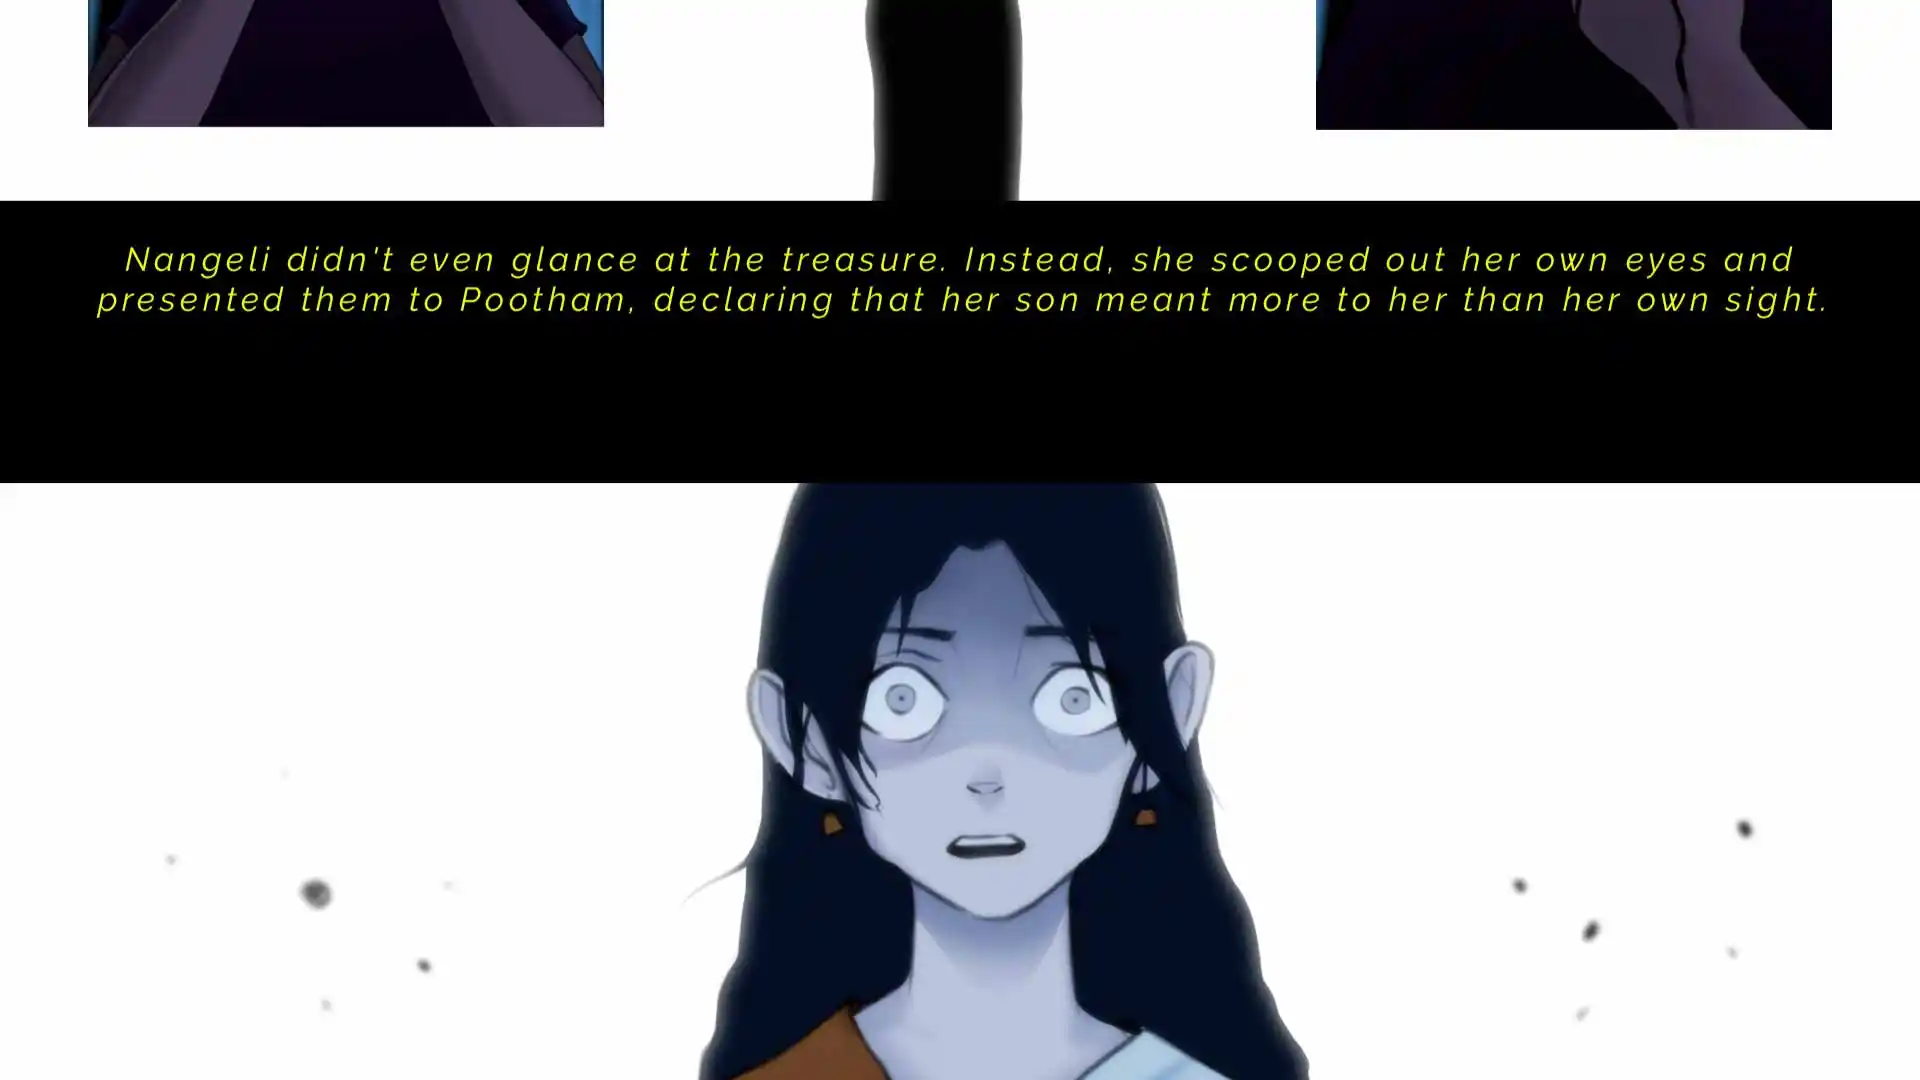 Nangeli didn't even glance at the treasure. Instead, she scooped out her own eyes and
presented them to Pootham, declaring that her son meant more to her than her own sight.